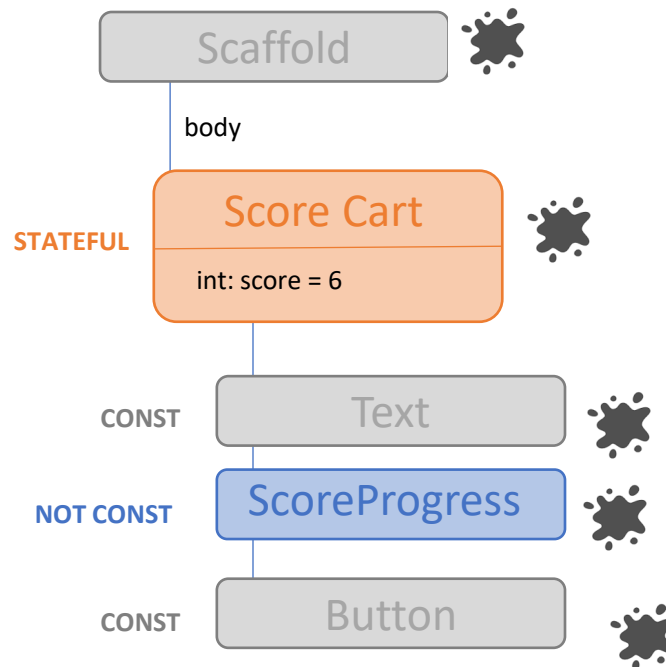 Scaffold
body
STATEFUL
Score Cart
int: score = 6
CONST
Text
NOT CONST
ScoreProgress
CONST
Button